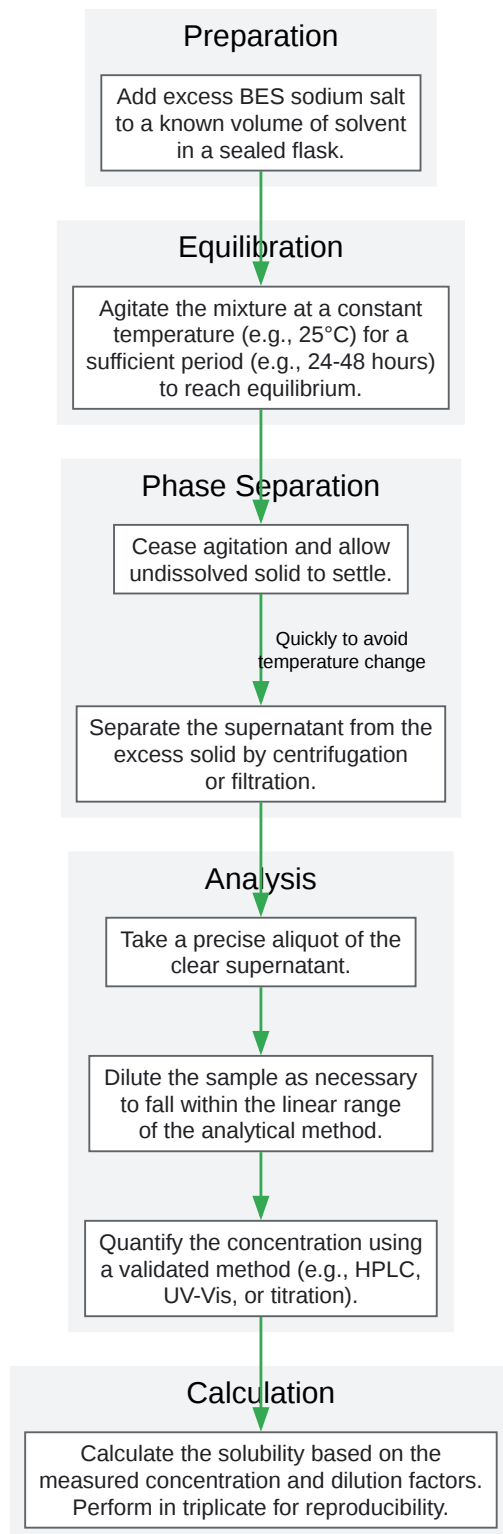 Preparation
Add excess BES sodium salt
to a known volume of solvent
in a sealed flask.
Equilibration
Agitate the mixture at a constant
temperature (e.g., 25°C) for a
sufficient period (e.g., 24-48 hours)
to reach equilibrium.
Phase Separation
Cease agitation and allow
undissolved solid to settle.
Quickly to avoid
temperature change
Separate the supernatant from the
excess solid by centrifugation
or filtration.
Analysis
Take a precise aliquot of the
clear supernatant.
Dilute the sample as necessary
to fall within the linear range
of the analytical method.
Quantify the concentration using
a validated method (e.g., HPLC,
UV-Vis, or titration).
Calculation
Calculate the solubility based on the
measured concentration and dilution factors.
Perform in triplicate for reproducibility.